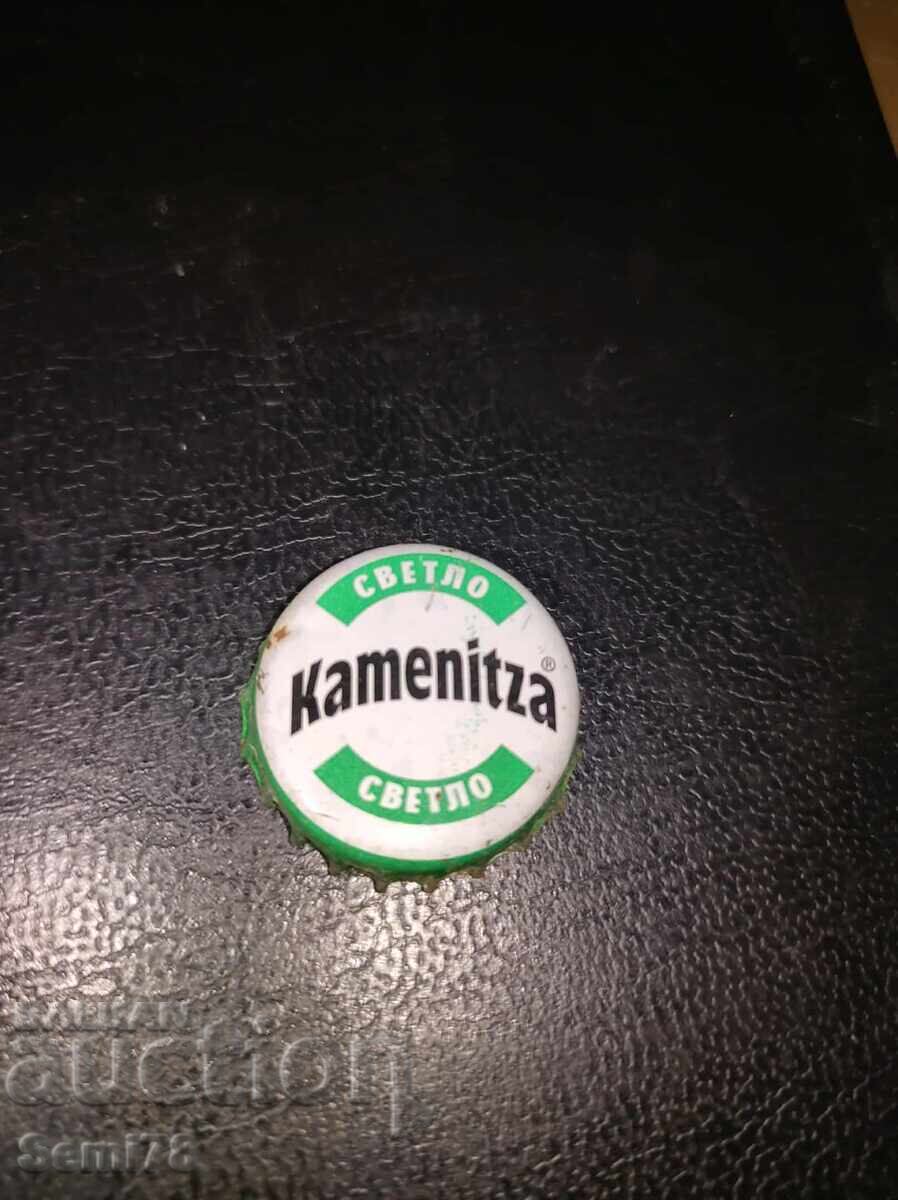 СВЕТЛО
Kamenitza®
СВЕТЛО
BALKAN
auction
Semi78